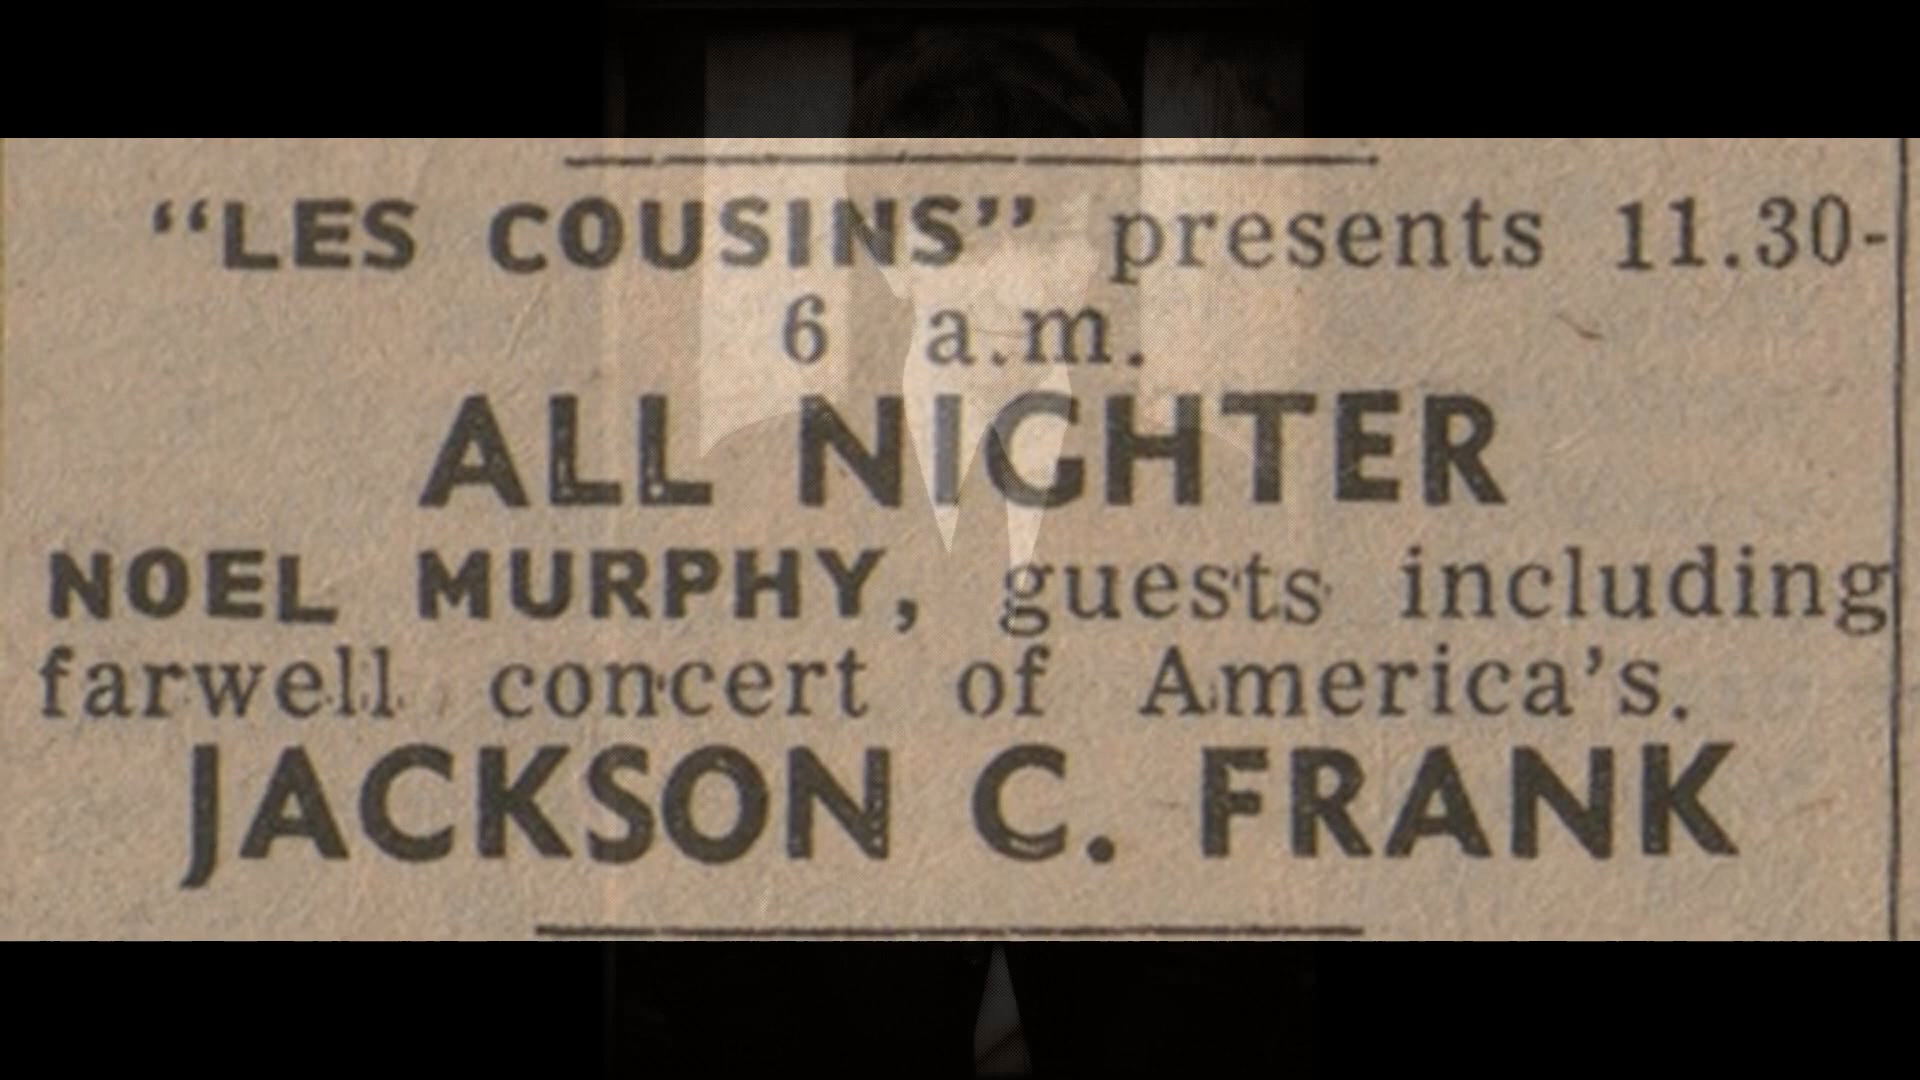 “LES COUSINS” presents 11.30-
6 a.m.
ALL NIGHTER
NOEL MURPHY, guests including
farwell concert of America’s.
JACKSON C. FRANK